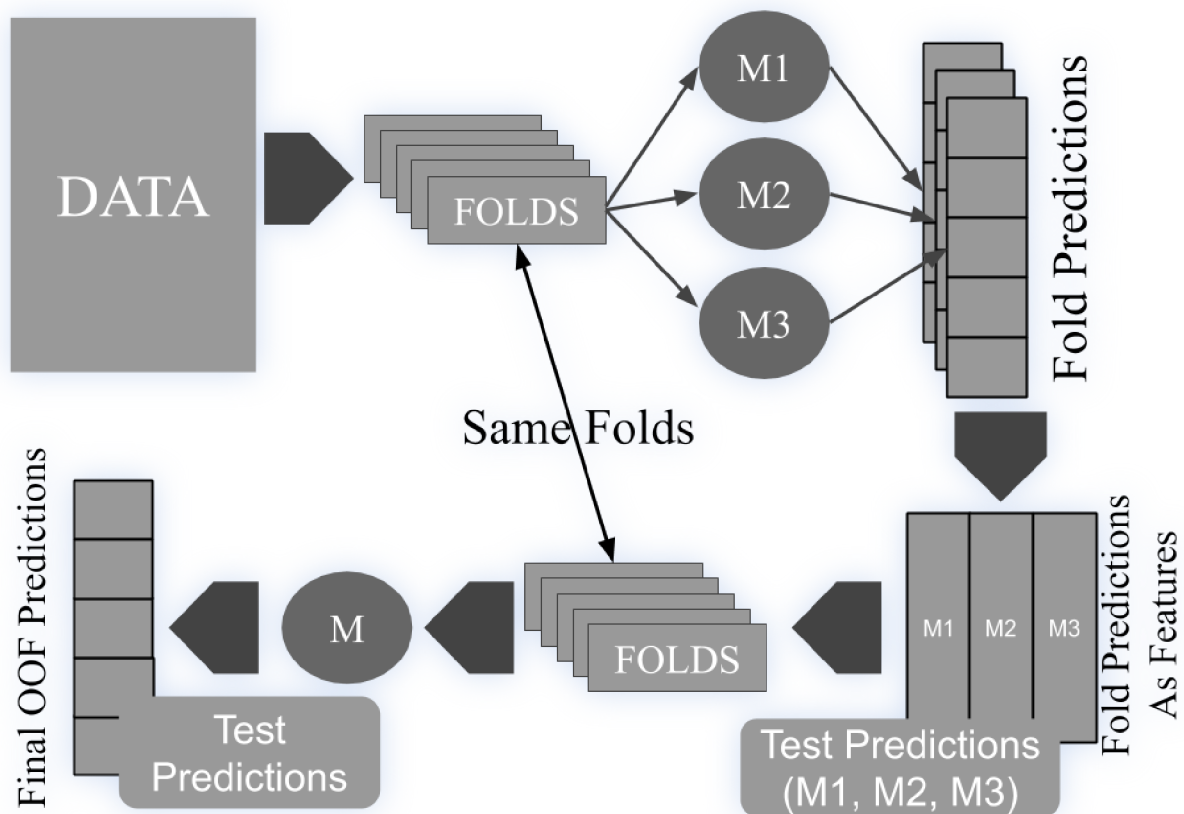 DATA
FOLDS
M1
M2
M3
Fold Predictions
Same Folds
Fold Predictions
As Features
M1
M2
M3
Test Predictions
(M1, M2, M3)
FOLDS
M
Final OOF Predictions
Test
Predictions